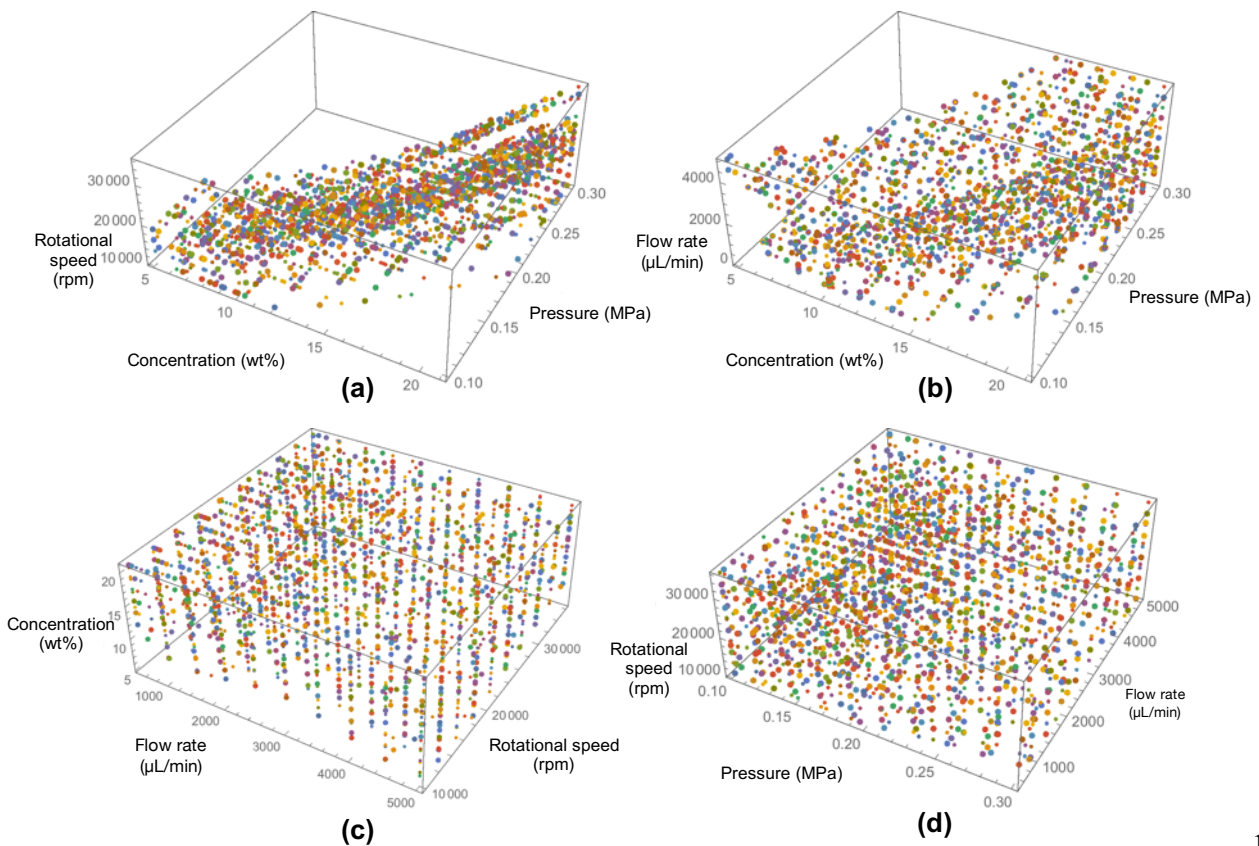 30 000
20 000
10 000
Rotational
speed
(rpm)
5
10
15
20
Concentration (wt%)
0.10
0.15
0.20
0.25
0.30
Pressure (MPa)
(a)
4000
2000
0
Flow rate
(µL/min)
5
10
15
20
Concentration (wt%)
0.10
0.15
0.20
0.25
0.30
Pressure (MPa)
(b)
20
15
10
5
Concentration
(wt%)
1000
2000
3000
4000
5000
Flow rate
(µL/min)
10 000
20 000
30 000
Rotational speed
(rpm)
(c)
30 000
20 000
10 000
Rotational
speed
(rpm)
0.10
0.15
0.20
0.25
0.30
Pressure (MPa)
1000
2000
3000
4000
5000
Flow rate
(µL/min)
(d)
1